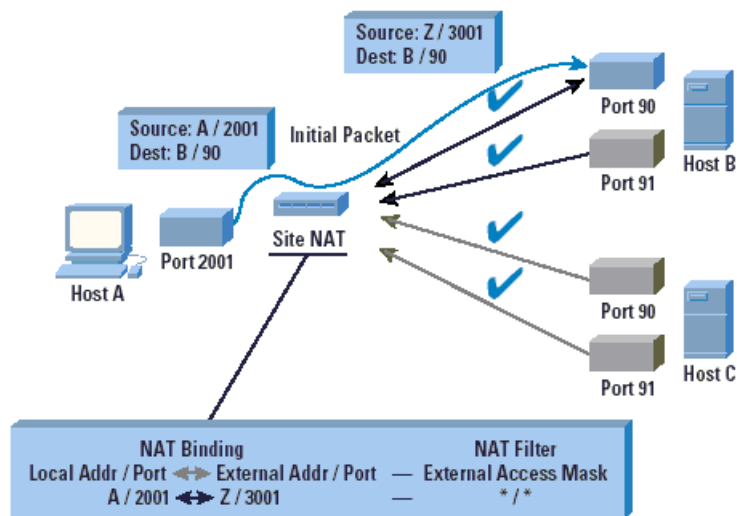 Source: Z / 3001
Dest: B / 90
Source: A / 2001
Dest: B / 90
Initial Packet
Port 90
Port 91
Host B
Site NAT
Port 2001
Host A
Port 90
Port 91
Host C
NAT Binding
NAT Filter
Local Addr / Port External Addr / Port — External Access Mask
A / 2001 Z / 3001 — * / *